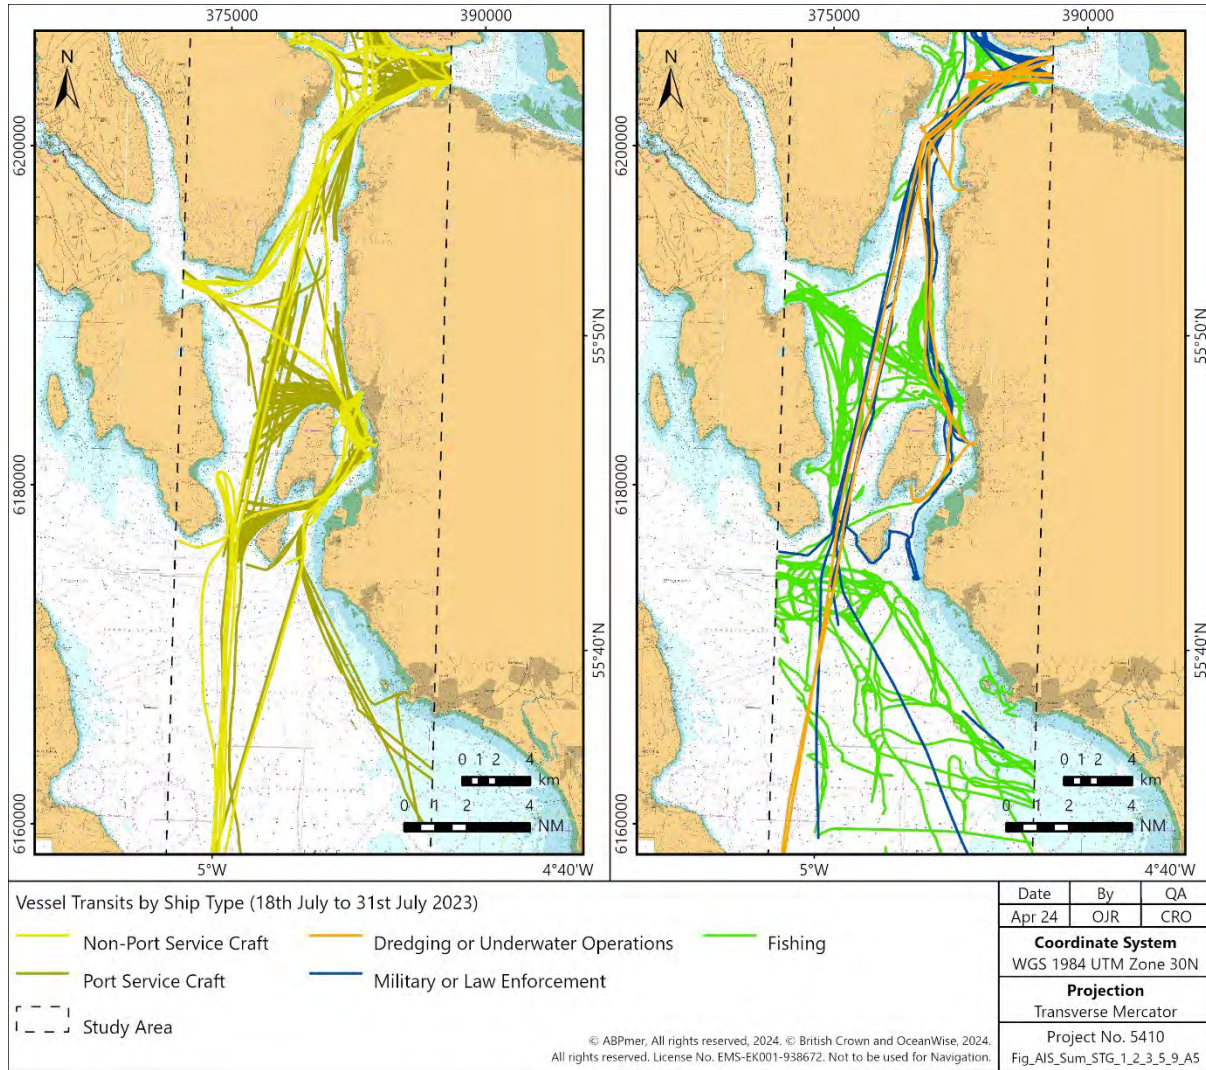 375000
390000
375000
390000
N
N
6200000
6200000
55°50'N
55°50'N
6180000
6180000
55°40'N
55°40'N
0 1 2 4
km
0 1 2 4
NM
0 1 2 4
km
0 1 2 4
NM
6160000
6160000
5°W
4°40'W
5°W
4°40'W
Vessel Transits by Ship Type (18th July to 31st July 2023)
Non-Port Service Craft
Dredging or Underwater Operations
Fishing
Port Service Craft
Military or Law Enforcement
Study Area
Date By QA
Apr 24 OJR CRO
Coordinate System
WGS 1984 UTM Zone 30N
Projection
Transverse Mercator
Project No. 5410
Fig_AIS_Sum_STG_1_2_3_5_9_A5
© ABPmer, All rights reserved, 2024. © British Crown and OceanWise, 2024.
All rights reserved. License No. EMS-EK001-938672. Not to be used for Navigation.